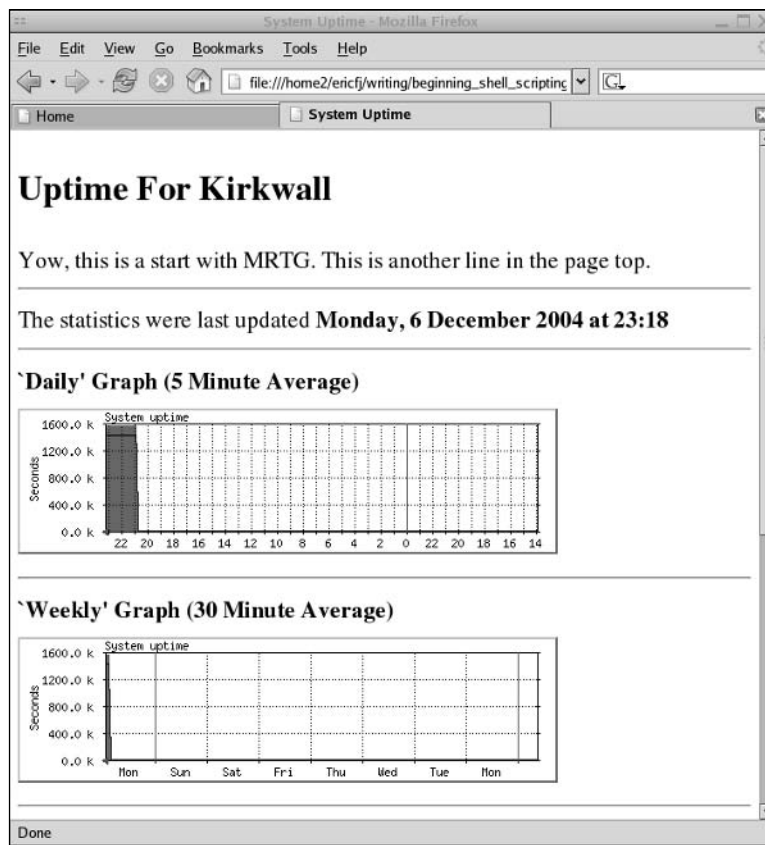 System Uptime - Mozilla Firefox
File Edit View Go Bookmarks Tools Help
file:///home2/ericfj/writing/beginning_shell_scripting
G
Home
System Uptime
Uptime For Kirkwall
Yow, this is a start with MRTG. This is another line in the page top.
The statistics were last updated Monday, 6 December 2004 at 23:18
`Daily' Graph (5 Minute Average)
System uptime
1600.0 k
1200.0 k
800.0 k
400.0 k
0.0 k
Seconds
22 20 18 16 14 12 10 8 6 4 2 0 22 20 18 16 14
`Weekly' Graph (30 Minute Average)
System uptime
1600.0 k
1200.0 k
800.0 k
400.0 k
0.0 k
Seconds
Mon Sun Sat Fri Thu Wed Tue Mon
Done